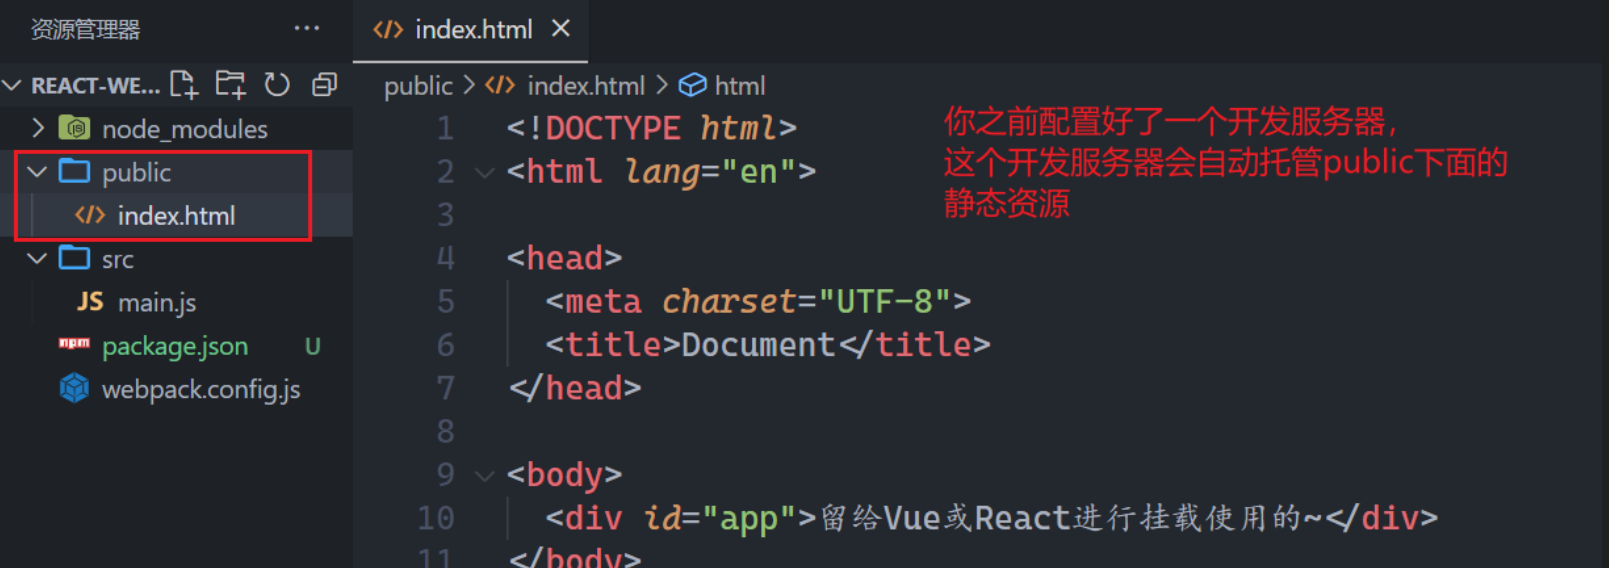 资源管理器 ···
index.html ×
REACT-WE...
public > index.html > html
node_modules
public
index.html
src
JS main.js
npm package.json U
webpack.config.js
1 <!DOCTYPE html>
2 <html lang="en">
3
4 <head>
5 <meta charset="UTF-8">
6 <title>Document</title>
7 </head>
8
9 <body>
10 <div id="app">留给Vue或React进行挂载使用的~</div>
11 </body>
你之前配置好了一个开发服务器，
这个开发服务器会自动托管public下面的
静态资源